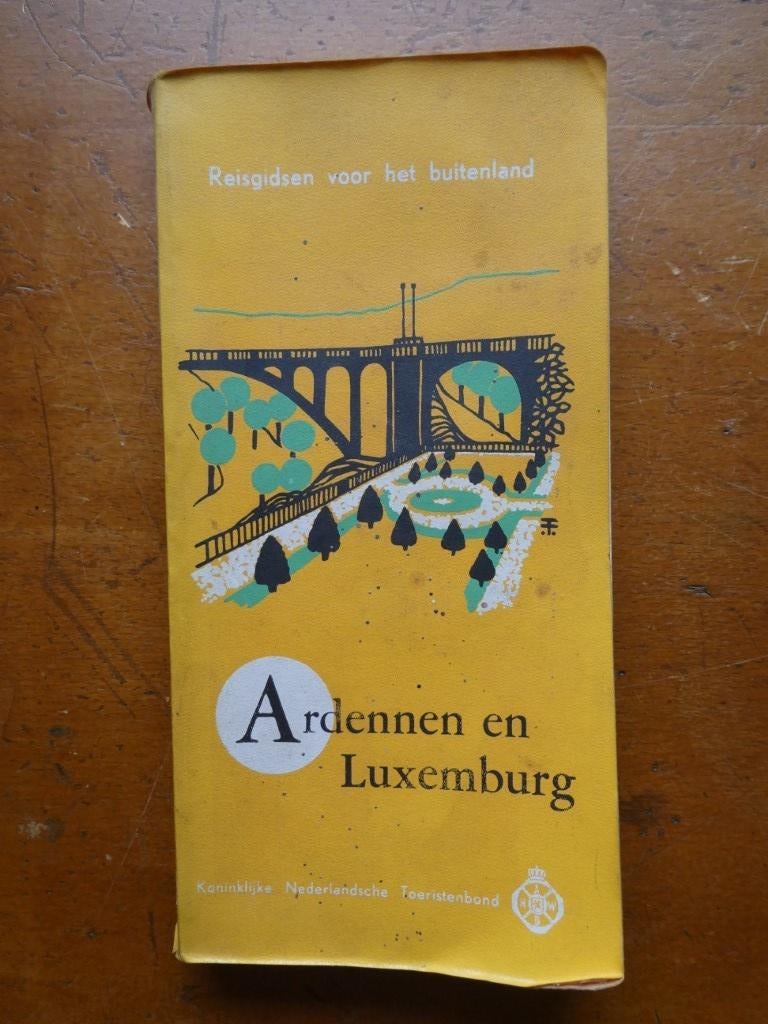 Reisgidsen voor het buitenland
Ardennen en
Luxemburg
Koninklijke Nederlandsche Toeristenbond
A
N W
B